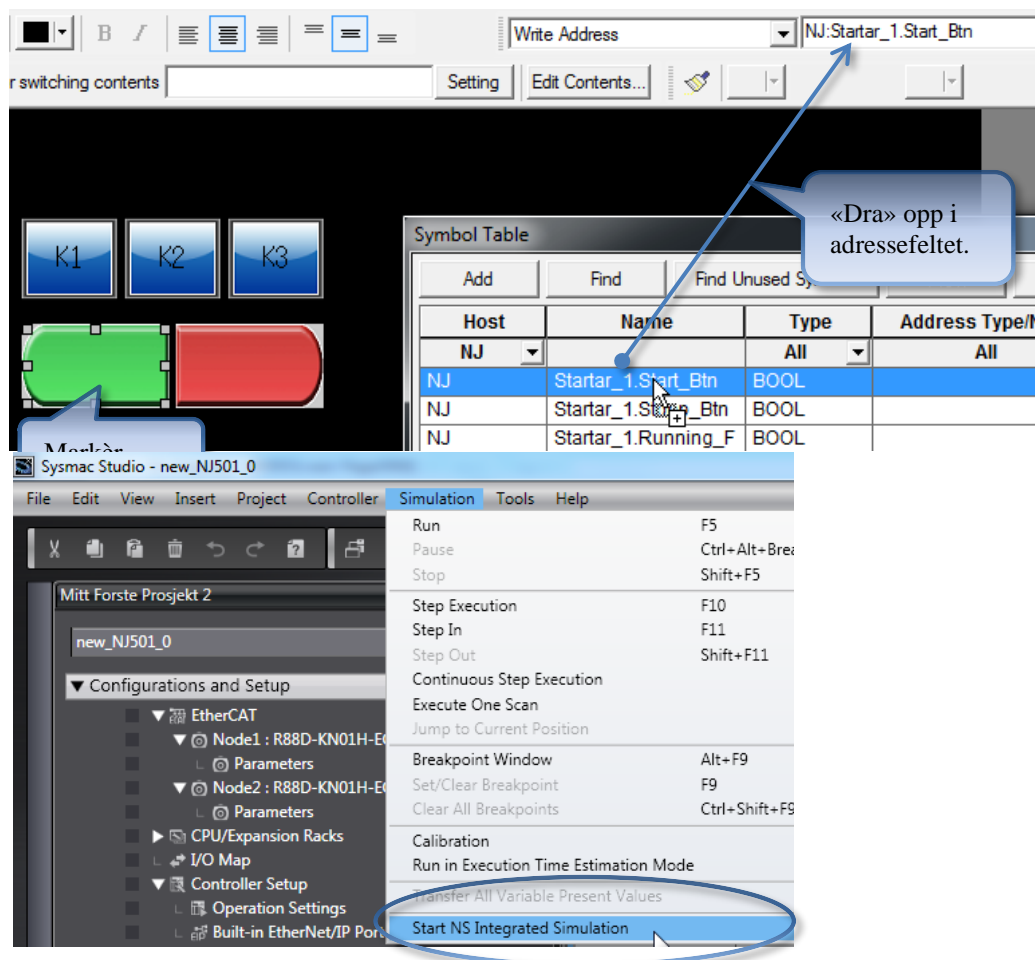 B I
Write Address
NJ:Startar_1.Start_Btn
r switching contents
Setting
Edit Contents...
«Dra» opp i
adressefeltet.
K1
K2
K3
Symbol Table
Add
Find
Find Unused
Host Name Type Address Type/
NJ All All
NJ Startar_1.Start_Btn BOOL
NJ Startar_1.St _Btn BOOL
NJ Startar_1.Running_F BOOL
Markèr
Sysmac Studio - new_NJ501_0
File Edit View Insert Project Controller Simulation Tools Help
Run F5
Pause Ctrl+Alt+Brea
Stop Shift+F5
Step Execution F10
Step In F11
Step Out Shift+F11
Continuous Step Execution
Execute One Scan
Jump to Current Position
Breakpoint Window Alt+F9
Set/Clear Breakpoint F9
Clear All Breakpoints Ctrl+Shift+F9
Calibration
Run in Execution Time Estimation Mode
Transfer All Variable Present Values
Start NS Integrated Simulation
Mitt Forste Prosjekt 2
new_NJ501_0
Configurations and Setup
EtherCAT
Node1 : R88D-KN01H-E
Parameters
Node2 : R88D-KN01H-E
Parameters
CPU/Expansion Racks
I/O Map
Controller Setup
Operation Settings
Built-in EtherNet/IP Por